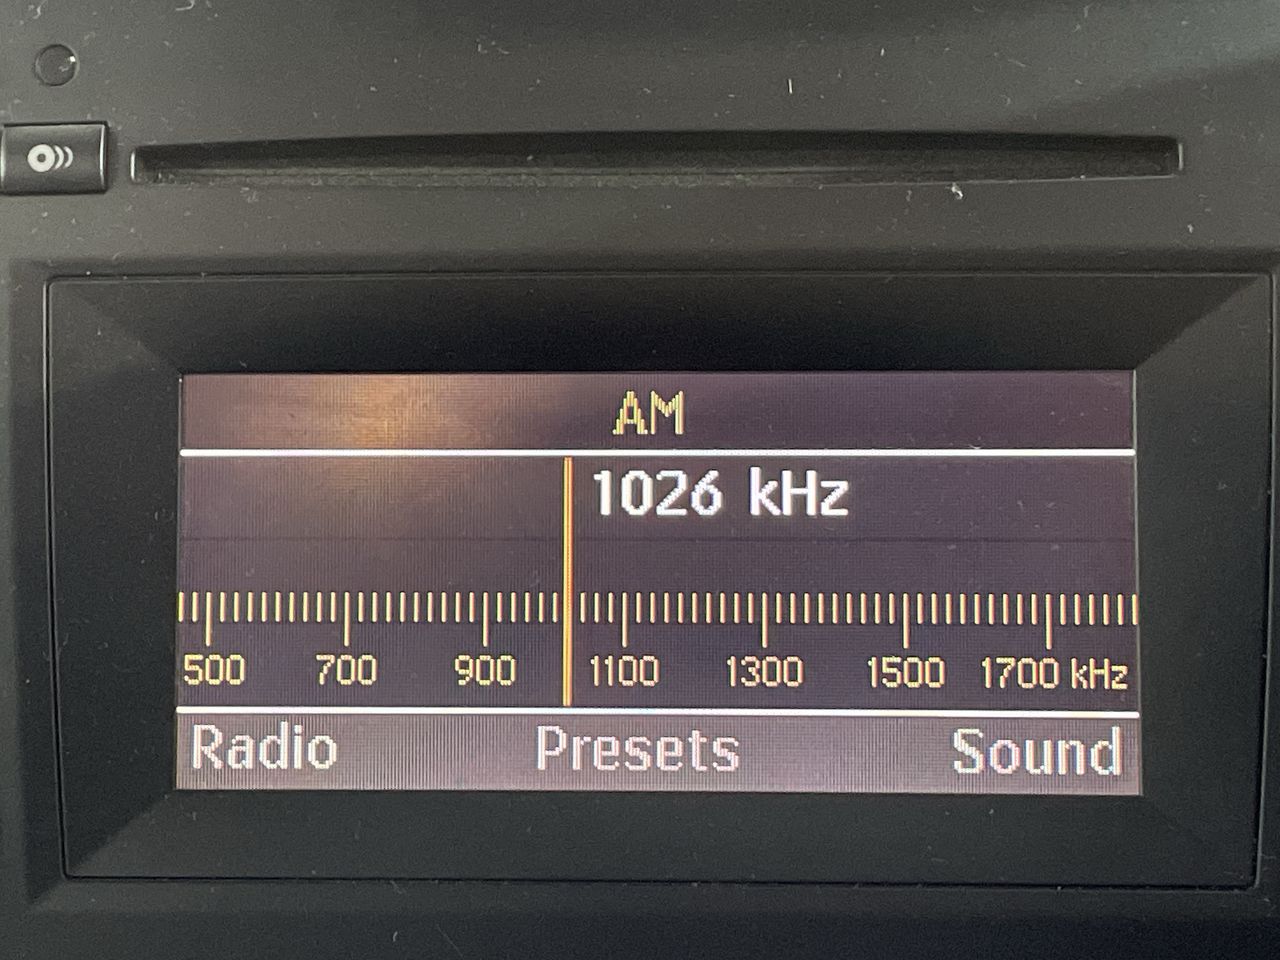 AM
1026 kHz
500 700 900 1100 1300 1500 1700 kHz
Radio Presets Sound